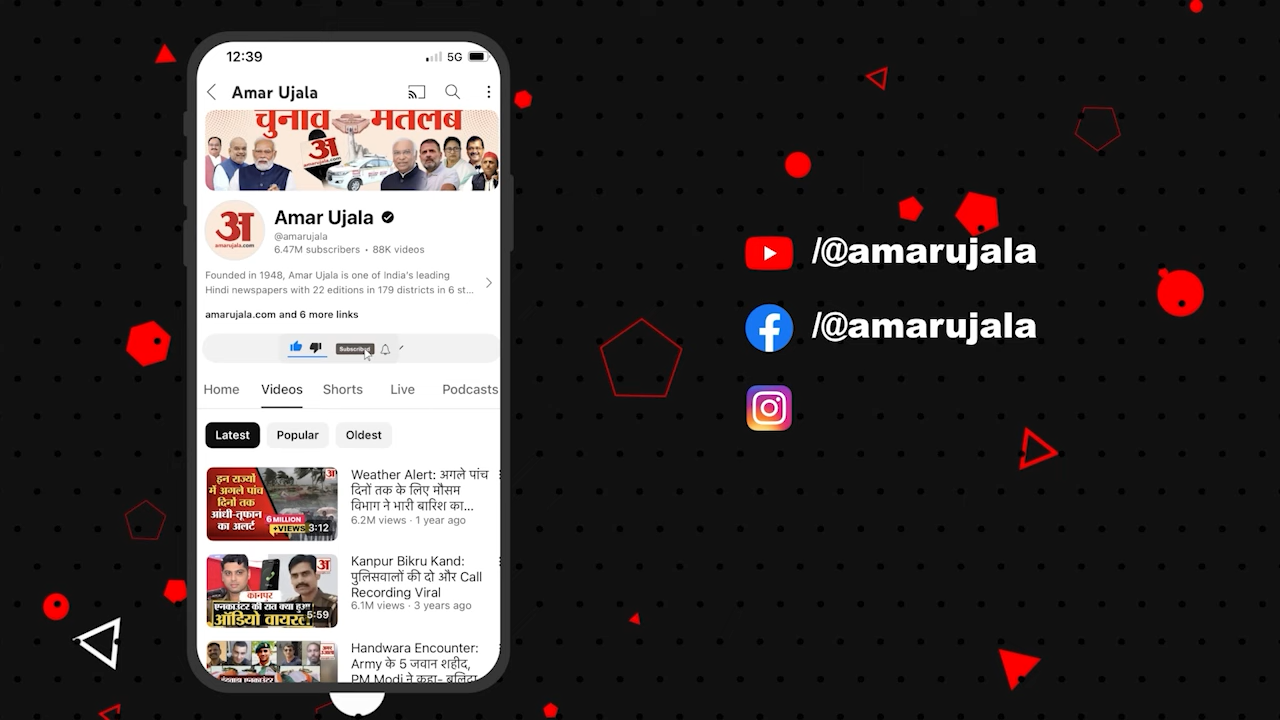 12:39
5G
Amar Ujala
चुनाव मतलब
अ
amarujala.com
अ
amarujala.com
Amar Ujala
@amarujala
6.47M subscribers • 88K videos
Founded in 1948, Amar Ujala is one of India's leading
Hindi newspapers with 22 editions in 179 districts in 6 st...
amarujala.com and 6 more links
Subscribed
Home Videos Shorts Live Podcasts
Latest Popular Oldest
हन राज्यों
में अगले पांच
दिनों तक
आंधी-तूफान
का अलर्ट
अ
6 MILLION
+VIEWS
3:12
Weather Alert: अगले पांच
दिनों तक के लिए मौसम
विभाग ने भारी बारिश का...
6.2M views · 1 year ago
अ
कानपुर
एनकाउंटर की रात क्या हुआ
ऑडियो वायरल
5:59
Kanpur Bikru Kand:
पुलिसवालों की दो और Call
Recording Viral
6.1M views · 3 years ago
Handwara Encounter:
Army के 5 जवान शहीद,
PM Modi ने कहा-
/@amarujala
/@amarujala